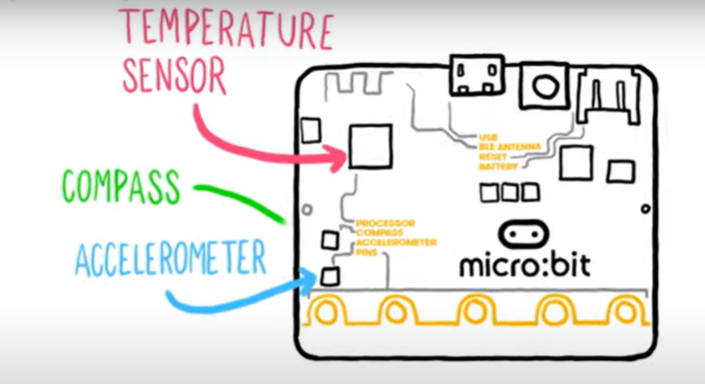 TEMPERATURE
SENSOR
COMPASS
ACCELEROMETER
USB
BLE ANTENNA
RESET
BATTERY
PROCESSOR
COMPASS
ACCELEROMETER
PINS
micro:bit